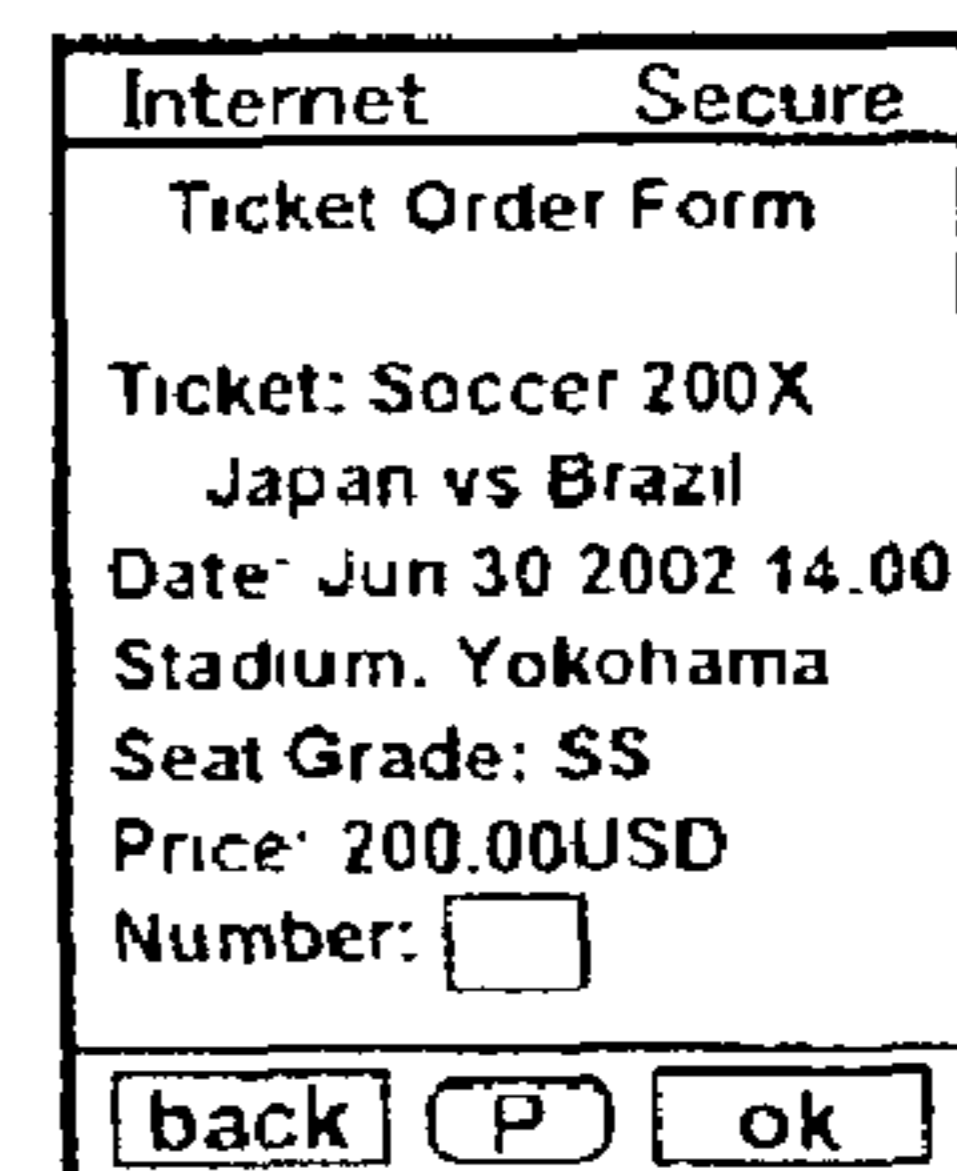 Internet Secure
Ticket Order Form
Ticket: Soccer 200X
Japan vs Brazil
Date: Jun 30 2002 14.00
Stadium. Yokohama
Seat Grade: SS
Price: 200.00USD
Number:
back P ok